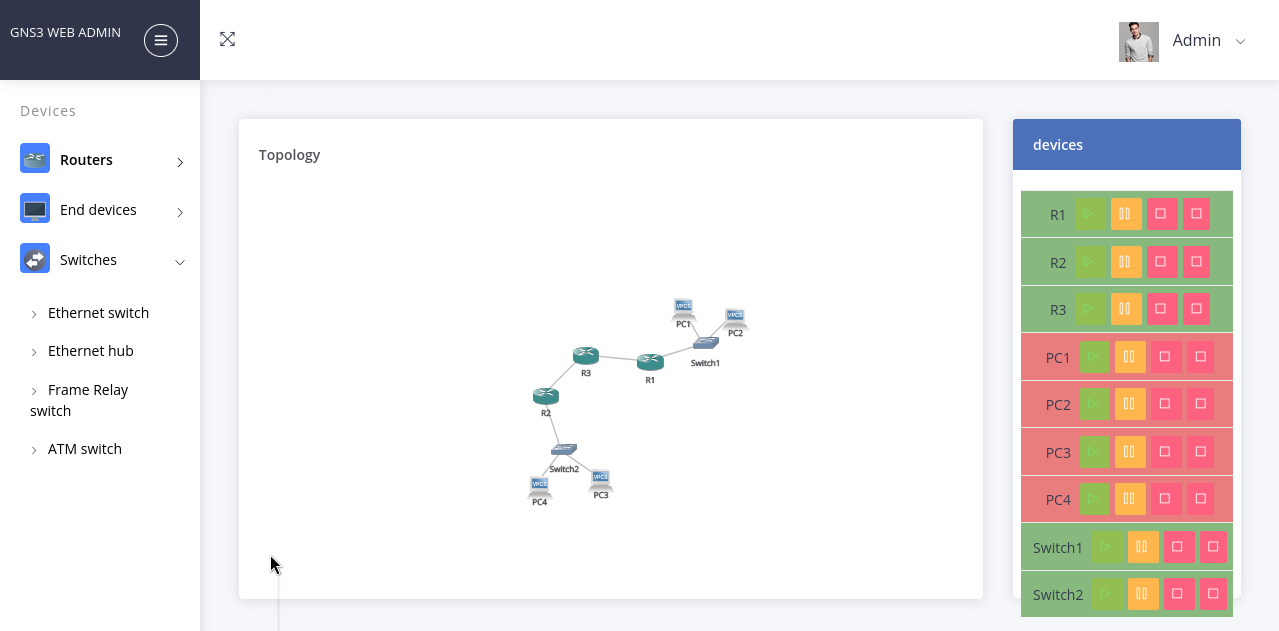 GNS3 WEB ADMIN
Admin
Devices
Routers
End devices
Switches
Ethernet switch
Ethernet hub
Frame Relay
switch
ATM switch
Topology
VPCS
PC1
VPCS
PC2
Switch1
R3
R1
R2
Switch2
VPCS
PC4
VPCS
PC3
devices
R1
R2
R3
PC1
PC2
PC3
PC4
Switch1
Switch2